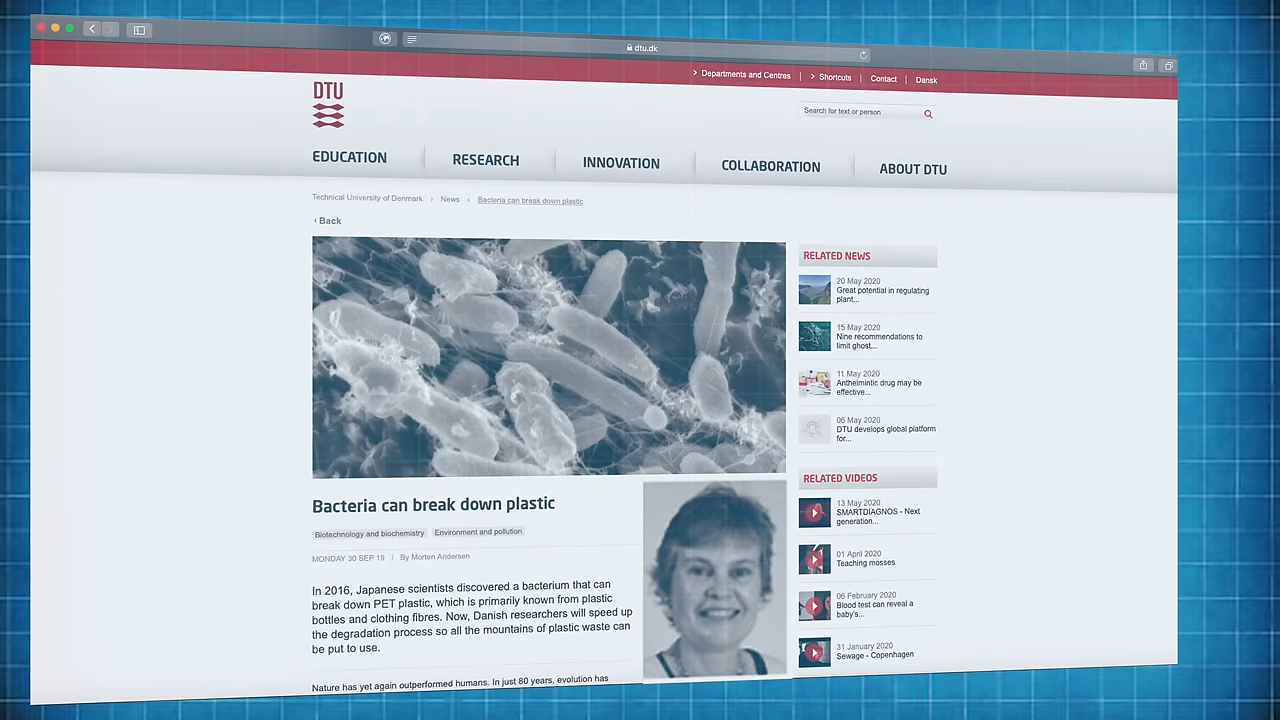 dtu.dk
Departments and Centres | Shortcuts | Contact | Dansk
DTU
Search for text or person
EDUCATION
RESEARCH
INNOVATION
COLLABORATION
ABOUT DTU
Technical University of Denmark › News › Bacteria can break down plastic
‹ Back
Bacteria can break down plastic
Biotechnology and biochemistry Environment and pollution
MONDAY 30 SEP 19 | By Morten Andersen
In 2016, Japanese scientists discovered a bacterium that can
break down PET plastic, which is primarily known from plastic
bottles and clothing fibres. Now, Danish researchers will speed up
the degradation process so all the mountains of plastic waste can
be put to use.
Nature has yet again outperformed humans. In just 80 years, evolution has
RELATED NEWS
20 May 2020
Great potential in regulating
plant...
15 May 2020
Nine recommendations to
limit ghost...
11 May 2020
Anthelmintic drug may be
effective...
06 May 2020
DTU develops global platform
for...
RELATED VIDEOS
13 May 2020
SMARTDIAGNOS - Next
generation...
01 April 2020
Teaching mosses
06 February 2020
Blood test can reveal a
baby's...
31 January 2020
Sewage - Copenhagen